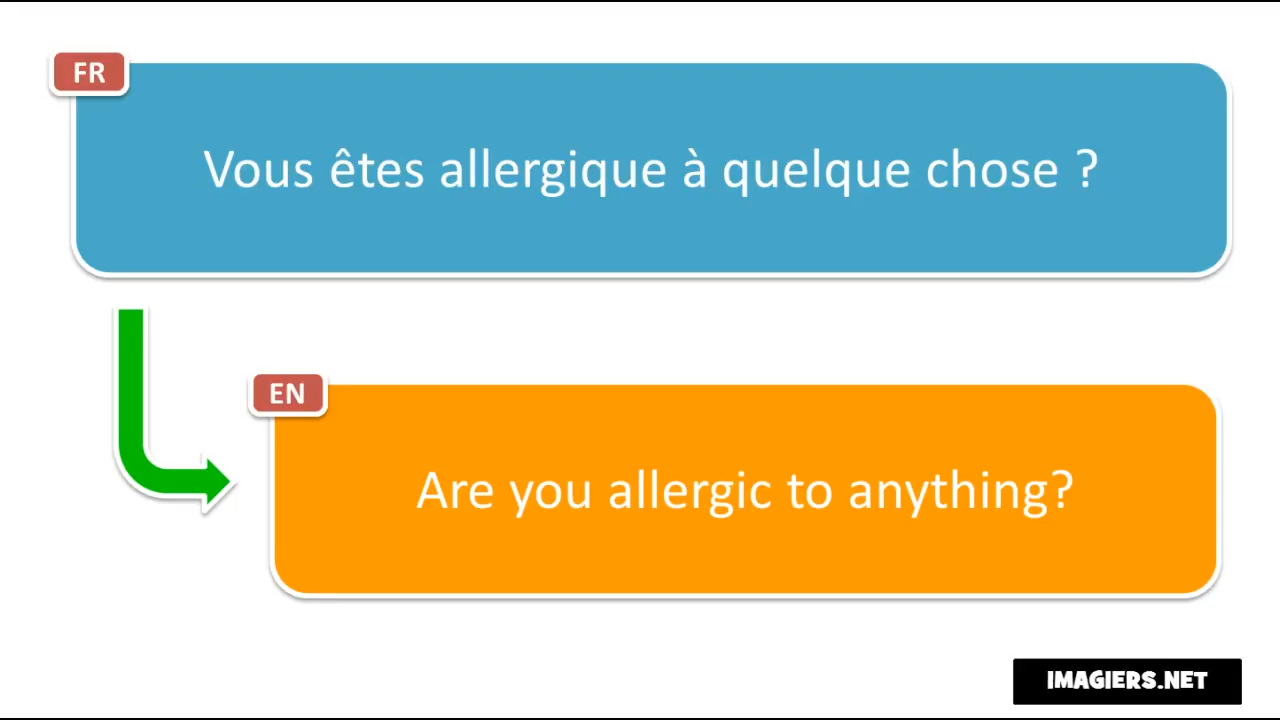 FR
Vous êtes allergique à quelque chose ?
EN
Are you allergic to anything?
IMAGIERS.NET